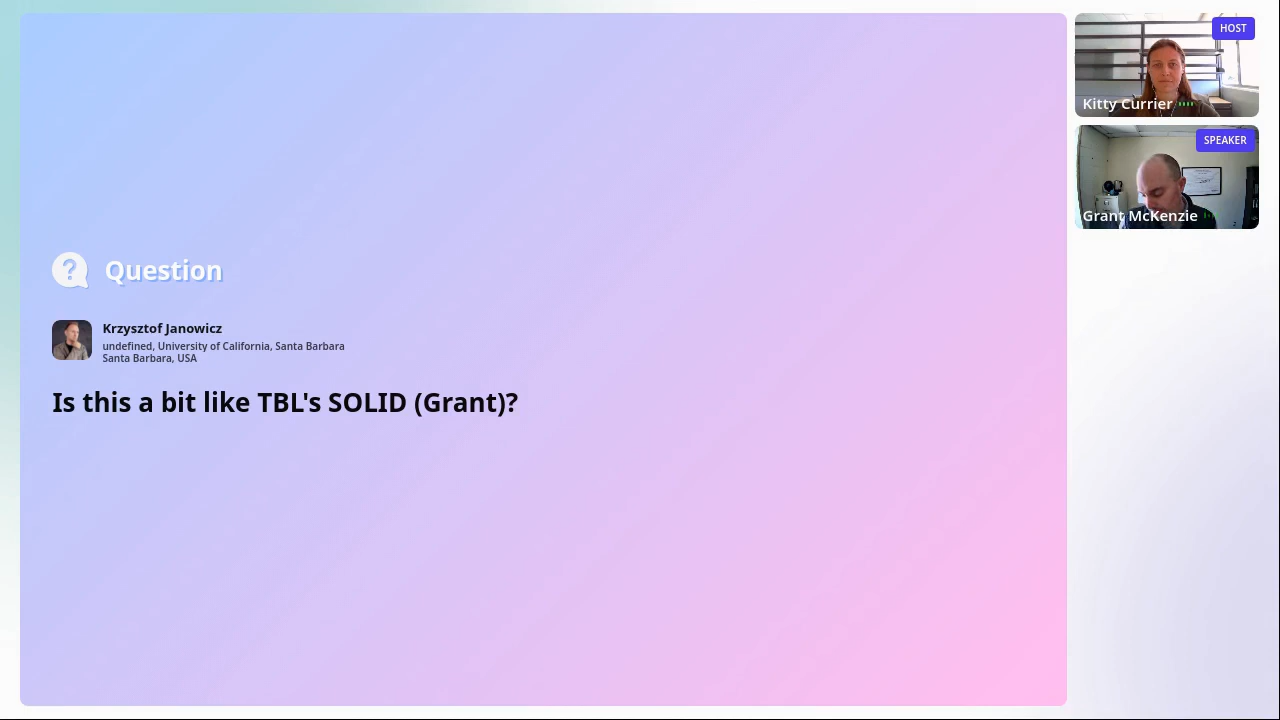 Question
Krzysztof Janowicz
undefined, University of California, Santa Barbara
Santa Barbara, USA
Is this a bit like TBL's SOLID (Grant)?
HOST
Kitty Currier
SPEAKER
Grant McKenzie